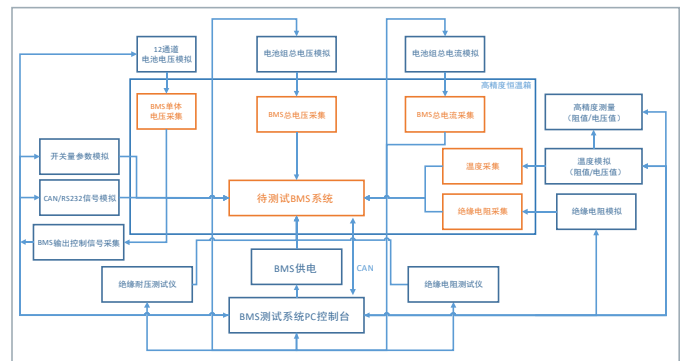 12通道
电池电压模拟
电池组总电压模拟
电池组总电流模拟
高精度恒温箱
BMS单体
电压采集
BMS总电压采集
BMS总电流采集
高精度测量
（阻值/电压值）
开关量参数模拟
温度采集
温度模拟
（阻值/电压值）
CAN/RS232信号模拟
待测试BMS系统
绝缘电阻采集
绝缘电阻模拟
BMS输出控制信号采集
BMS供电
CAN
绝缘耐压测试仪
绝缘电阻测试仪
BMS测试系统PC控制台